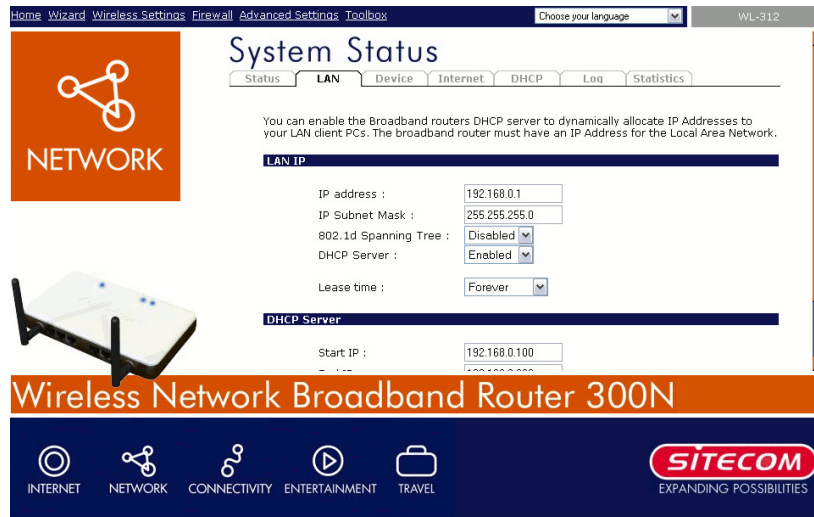 Home Wizard Wireless Settings Firewall Advanced Settings Toolbox
Choose your language
WL-312
System Status
Status LAN Device Internet DHCP Log Statistics
NETWORK
You can enable the Broadband routers DHCP server to dynamically allocate IP Addresses to
your LAN client PCs. The broadband router must have an IP Address for the Local Area Network.
LAN IP
IP address : 192.168.0.1
IP Subnet Mask : 255.255.255.0
802.1d Spanning Tree : Disabled
DHCP Server : Enabled
Lease time : Forever
DHCP Server
Start IP : 192.168.0.100
Wireless Network Broadband Router 300N
INTERNET NETWORK CONNECTIVITY ENTERTAINMENT TRAVEL
SITECOM
EXPANDING POSSIBILITIES